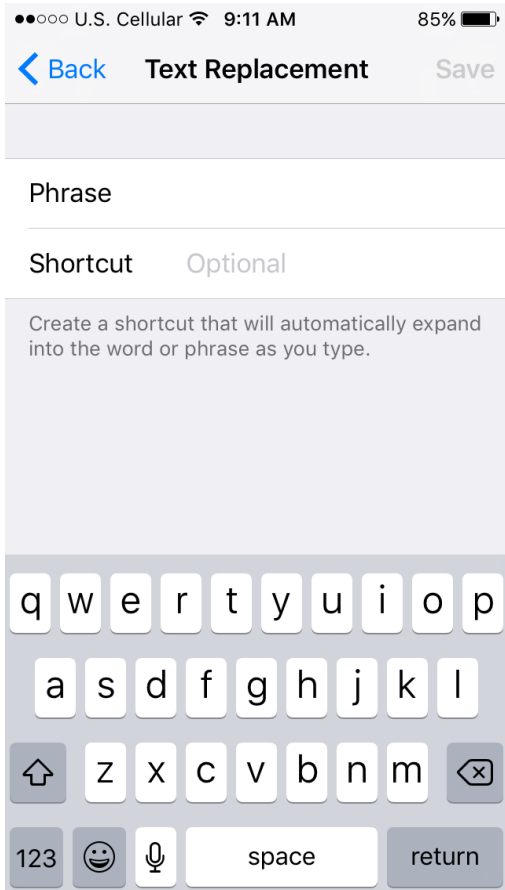 U.S. Cellular 9:11 AM 85%
Back Text Replacement Save
Phrase
Shortcut Optional
Create a shortcut that will automatically expand
into the word or phrase as you type.
q w e r t y u i o p
a s d f g h j k l
z x c v b n m
123 space return